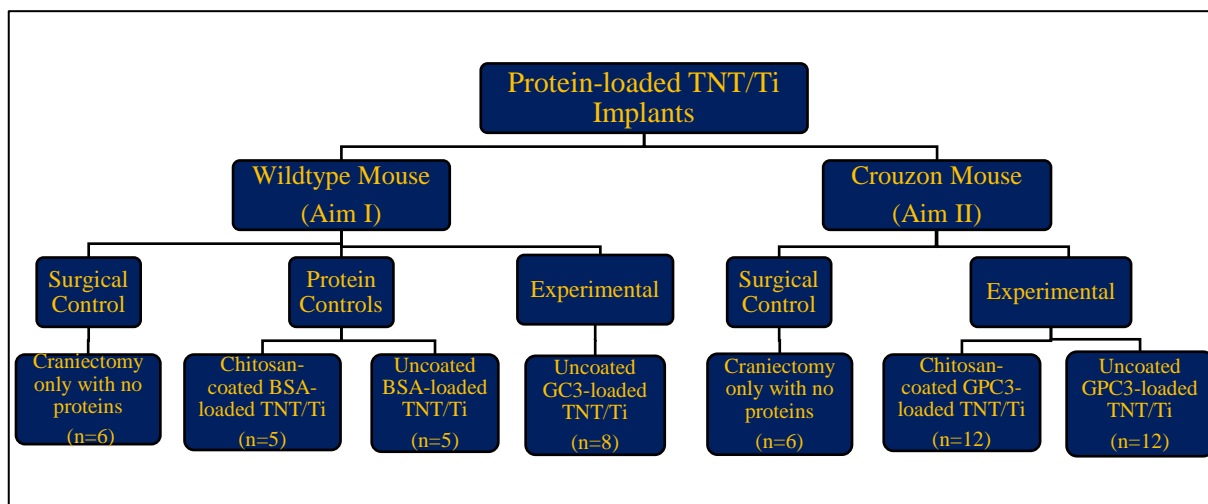 Protein-loaded TNT/Ti
Implants
Wildtype Mouse
(Aim I)
Crouzon Mouse
(Aim II)
Surgical
Control
Protein
Controls
Experimental
Surgical
Control
Experimental
Craniectomy
only with no
proteins
(n=6)
Chitosan-
coated BSA-
loaded TNT/Ti
(n=5)
Uncoated
BSA-loaded
TNT/Ti
(n=5)
Uncoated
GC3-loaded
TNT/Ti
(n=8)
Craniectomy
only with no
proteins
(n=6)
Chitosan-
coated GPC3-
loaded TNT/Ti
(n=12)
Uncoated
GPC3-loaded
TNT/Ti
(n=12)